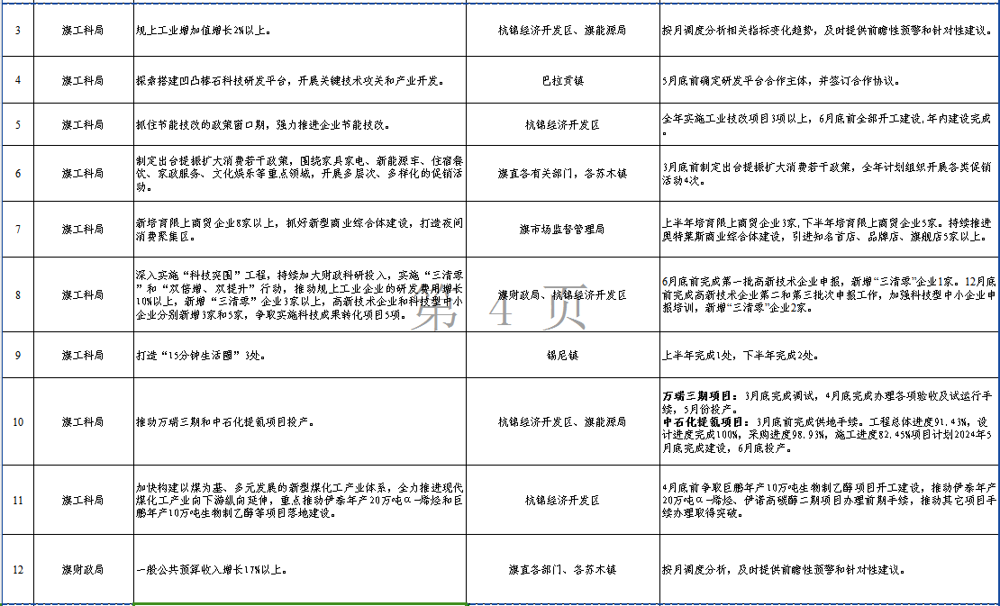 3 旗工科局 规上工业增加值增长2%以上。 杭锦经济开发区、旗能源局 按月调度分析相关指标变化趋势，及时提供前瞻性预警和针对性建议。
4 旗工科局 探索搭建凹凸棒石科技研发平台，开展关键技术攻关和产业开发。 巴拉贡镇 5月底前确定研发平台合作主体，并签订合作协议。
5 旗工科局 抓住节能技改的政策窗口期，强力推进企业节能技改。 杭锦经济开发区 全年实施工业技改项目3项以上，6月底前全部开工建设,年内建设完成
。
6 旗工科局
制定出台提振扩大消费若干政策，围绕家具家电、新能源车、住宿餐
饮、家政服务、文化娱乐等重点领域，开展多层次、多样化的促销活
动。
旗直各有关部门，各苏木镇
3月底前制定出台提振扩大消费若干政策，全年计划组织开展各类促销
活动4次。
7 旗工科局
新培育限上商贸企业8家以上，抓好新型商业综合体建设，打造夜间
消费聚集区。
旗市场监督管理局
上半年培育限上商贸企业3家,下半年培育限上商贸企业5家。持续推进
奥特莱斯商业综合体建设，引进知名首店、品牌店、旗舰店5家以上。
8 旗工科局
深入实施“科技突围”工程，持续加大财政科研投入，实施“三清零
”和“双倍增、双提升”行动，推动规上工业企业的研发费用增长
10%以上，新增“三清零”企业3家以上，高新技术企业和科技型中小
企业分别新增3家和5家，争取实施科技成果转化项目5项。
旗财政局、杭锦经济开发区
6月底前完成第一批高新技术企业申报，新增“三清零”企业1家。12月底
前完成高新技术企业第二和第三批次申报工作，加强科技型中小企业申
报培训，新增“三清零”企业2家。
第 4 页
9 旗工科局 打造“15分钟生活圈”3处。 锡尼镇 上半年完成1处，下半年完成2处。
10 旗工科局 推动万瑞三期和中石化提氦项目投产。 杭锦经济开发区、旗能源局
万瑞三期项目：3月底完成调试，4月底完成办理各项验收及试运行手
续，5月份投产。
中石化提氦项目：3月底前完成供地手续。工程总体进度91.43%，设
计进度完成100%，采购进度98.93%，施工进度82.45%项目计划2024年5
月底完成建设，6月底投产。
11 旗工科局
加快构建以煤为基、多元发展的新型煤化工产业体系，全力推进现代
煤化工产业向下游纵向延伸，重点推动伊泰年产20万吨α-烯烃和巨
鹏年产10万吨生物制乙醇等项目落地建设。
杭锦经济开发区
4月底前争取巨鹏年产10万吨生物制乙醇项目开工建设，推动伊泰年产
20万吨α-烯烃、伊诺高碳醇二期项目办理前期手续，推动其它项目手
续办理取得突破。
12 旗财政局 一般公共预算收入增长17%以上。 旗直各部门、各苏木镇 按月调度分析，及时提供前瞻性预警和针对性建议。